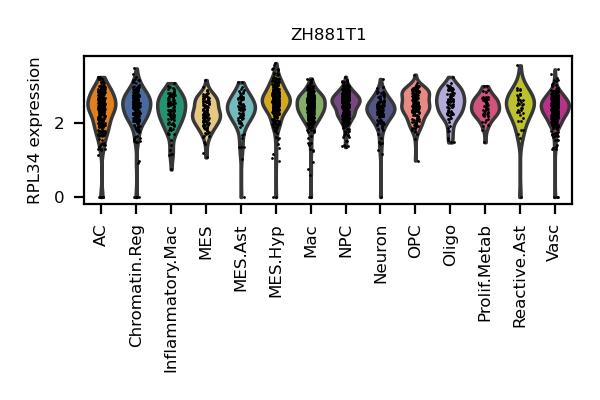 ZH881T1
RPL34 expression
2
0
AC
Chromatin.Reg
Inflammatory.Mac
MES
MES.Ast
MES.Hyp
Mac
NPC
Neuron
OPC
Oligo
Prolif.Metab
Reactive.Ast
Vasc